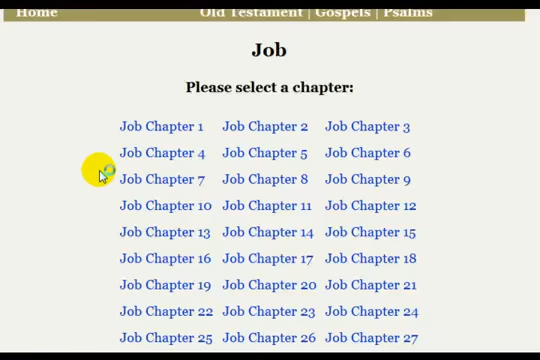 Home Old Testament | Gospels | Psalms
Job
Please select a chapter:
Job Chapter 1 Job Chapter 2 Job Chapter 3
Job Chapter 4 Job Chapter 5 Job Chapter 6
Job Chapter 7 Job Chapter 8 Job Chapter 9
Job Chapter 10 Job Chapter 11 Job Chapter 12
Job Chapter 13 Job Chapter 14 Job Chapter 15
Job Chapter 16 Job Chapter 17 Job Chapter 18
Job Chapter 19 Job Chapter 20 Job Chapter 21
Job Chapter 22 Job Chapter 23 Job Chapter 24
Job Chapter 25 Job Chapter 26 Job Chapter 27